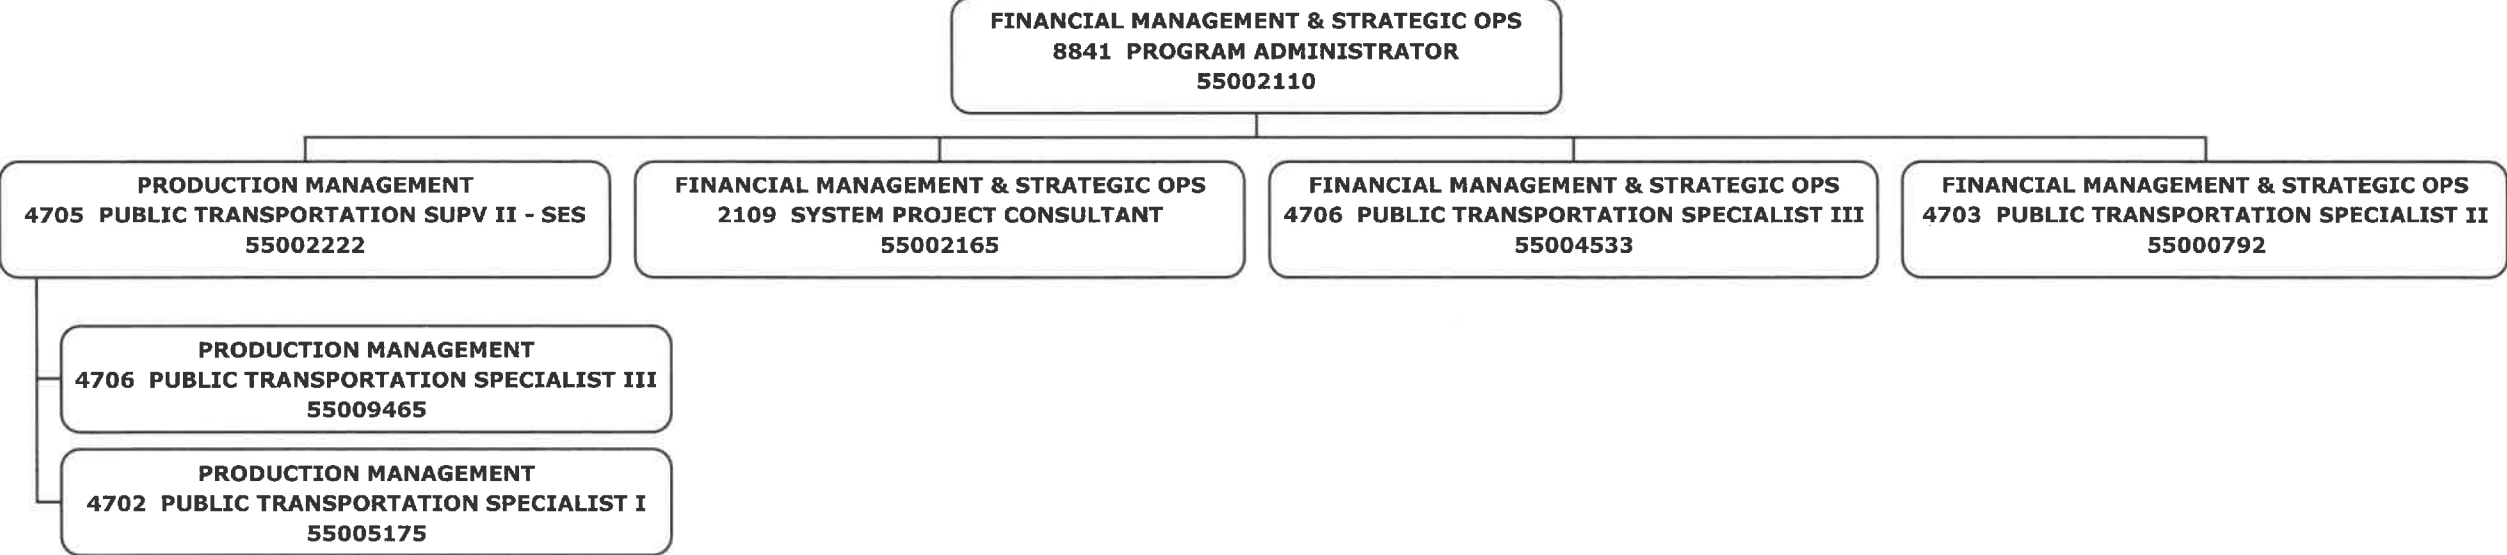 FINANCIAL MANAGEMENT & STRATEGIC OPS
8841 PROGRAM ADMINISTRATOR
55002110
PRODUCTION MANAGEMENT
4705 PUBLIC TRANSPORTATION SUPV II - SES
55002222
FINANCIAL MANAGEMENT & STRATEGIC OPS
2109 SYSTEM PROJECT CONSULTANT
55002165
FINANCIAL MANAGEMENT & STRATEGIC OPS
4706 PUBLIC TRANSPORTATION SPECIALIST III
55004533
FINANCIAL MANAGEMENT & STRATEGIC OPS
4703 PUBLIC TRANSPORTATION SPECIALIST II
55000792
PRODUCTION MANAGEMENT
4706 PUBLIC TRANSPORTATION SPECIALIST III
55009465
PRODUCTION MANAGEMENT
4702 PUBLIC TRANSPORTATION SPECIALIST I
55005175